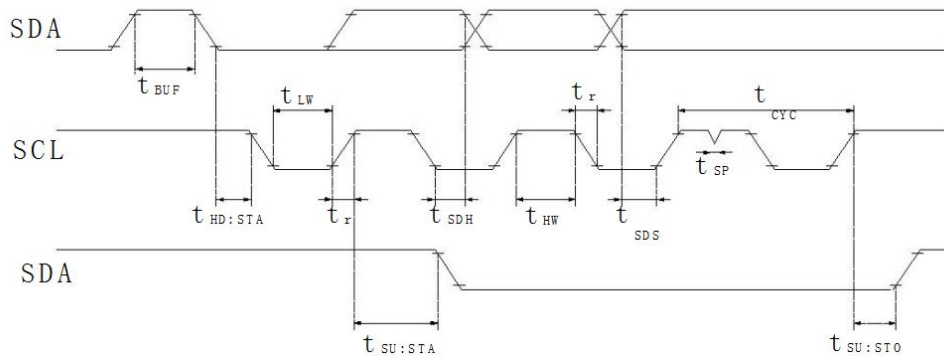 SDA
t BUF
t LW
t r
t CYC
SCL
t SP
t HD:STA
t r
t SDH
t HW
t SDS
SDA
t SU:STA
t SU:STO